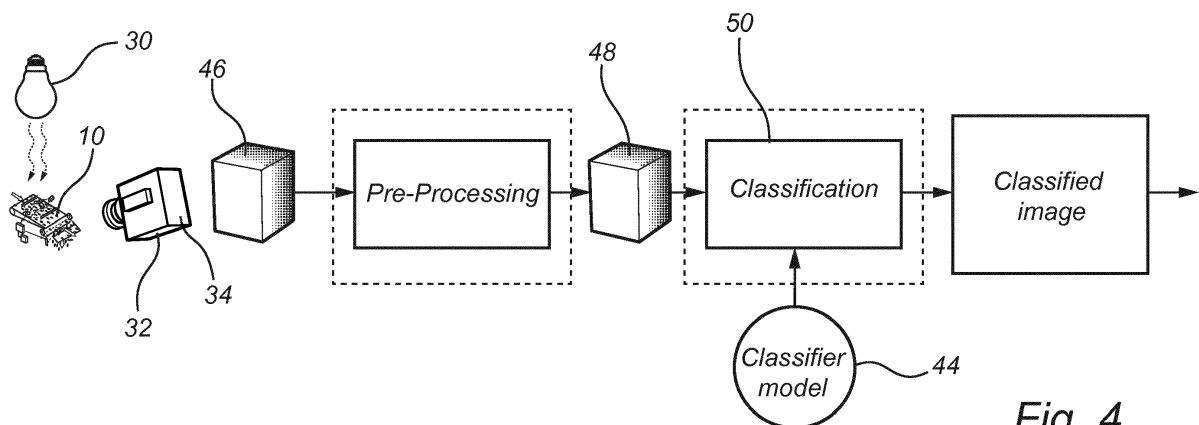 30
46
10
34
32
Pre-Processing
48
50
Classification
Classified
image
Classifier
model
44
Fig. 4